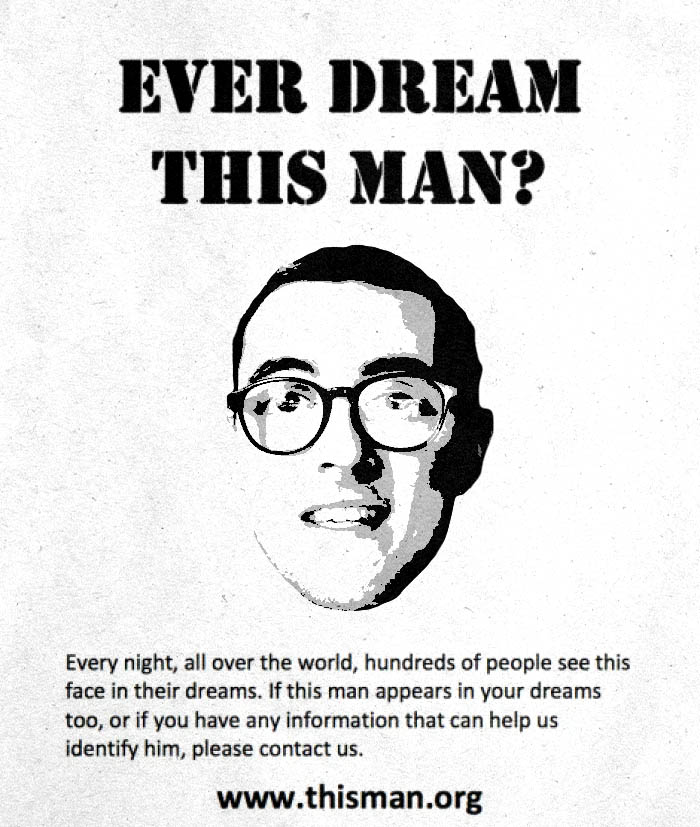 EVER DREAM
THIS MAN?
Every night, all over the world, hundreds of people see this
face in their dreams. If this man appears in your dreams
too, or if you have any information that can help us
identify him, please contact us.
www.thisman.org